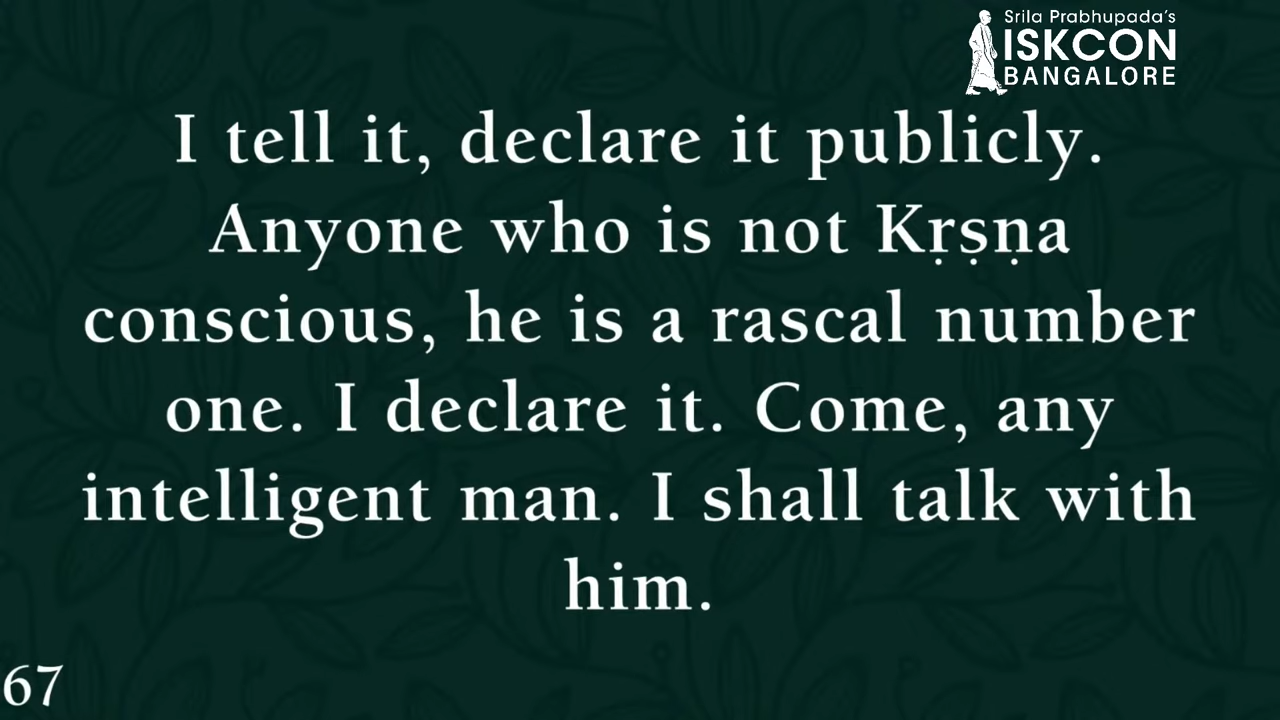 Srila Prabhupada's
ISKCON
BANGALORE
I tell it, declare it publicly.
Anyone who is not Kṛṣṇa
conscious, he is a rascal number
one. I declare it. Come, any
intelligent man. I shall talk with
him.
67